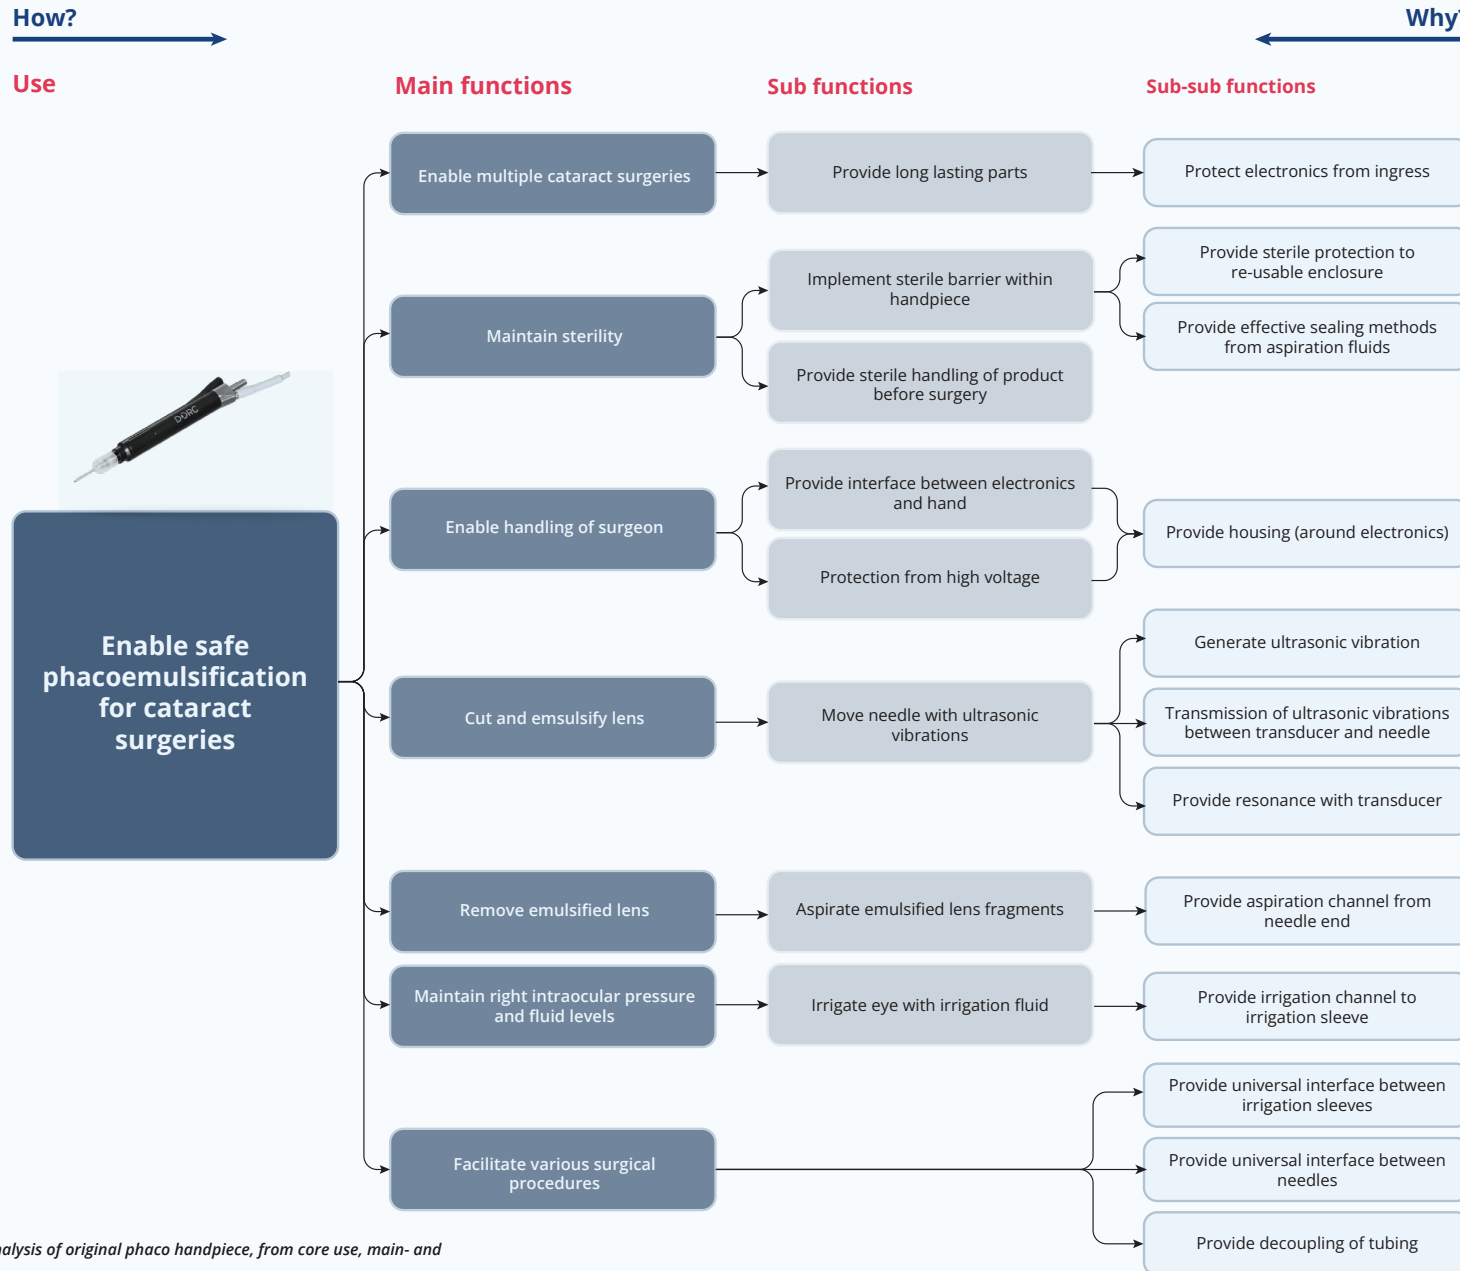 How?
Why?
Use
Main functions
Sub functions
Sub-sub functions
Enable multiple cataract surgeries
Provide long lasting parts
Protect electronics from ingress
Maintain sterility
Implement sterile barrier within
handpiece
Provide sterile protection to
re-usable enclosure
Provide effective sealing methods
from aspiration fluids
Provide sterile handling of product
before surgery
DORC
Enable handling of surgeon
Provide interface between electronics
and hand
Protection from high voltage
Provide housing (around electronics)
Enable safe
phacoemulsification
for cataract
surgeries
Cut and emsulsify lens
Move needle with ultrasonic
vibrations
Generate ultrasonic vibration
Transmission of ultrasonic vibrations
between transducer and needle
Provide resonance with transducer
Remove emulsified lens
Aspirate emulsified lens fragments
Provide aspiration channel from
needle end
Maintain right intraocular pressure
and fluid levels
Irrigate eye with irrigation fluid
Provide irrigation channel to
irrigation sleeve
Facilitate various surgical
procedures
Provide universal interface between
irrigation sleeves
Provide universal interface between
needles
Provide decoupling of tubing
nalysis of original phaco handpiece, from core use, main- and